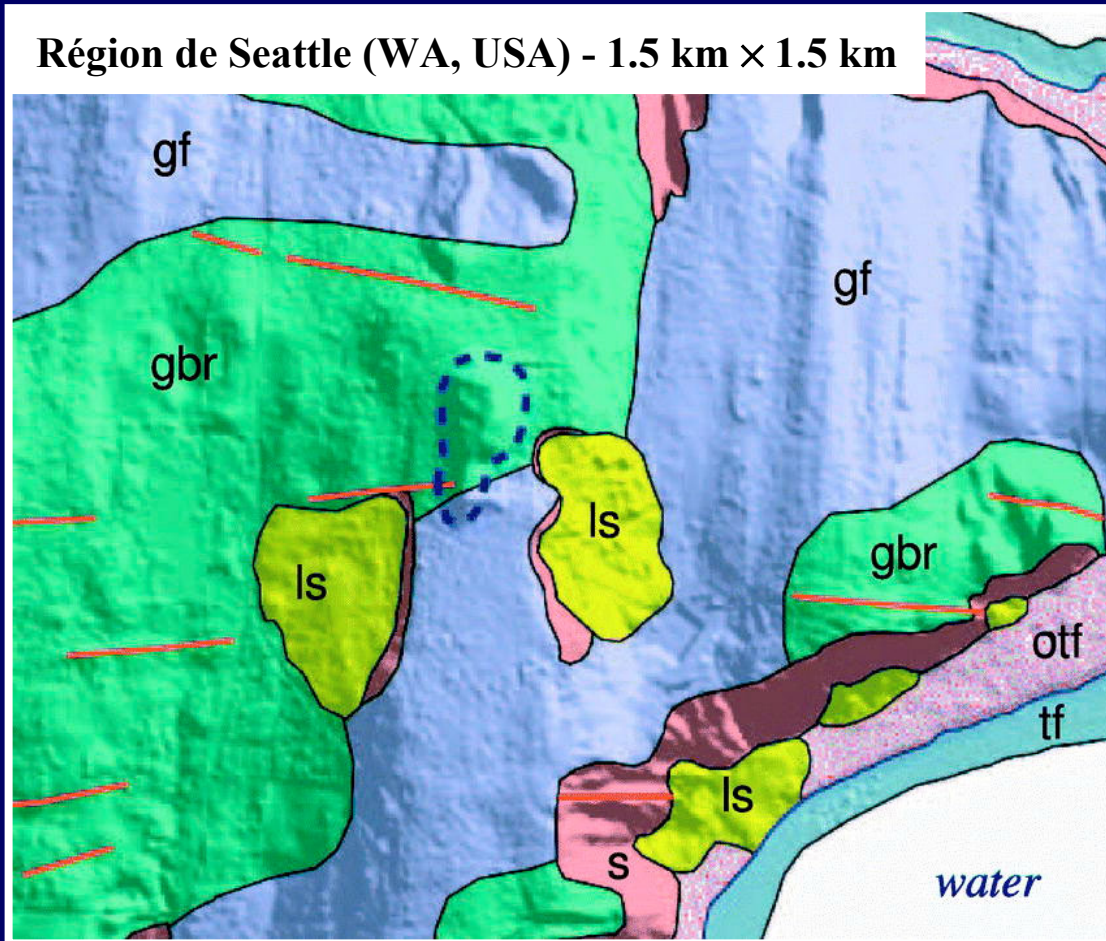 Région de Seattle (WA, USA) - 1.5 km × 1.5 km
gf
gf
gbr
ls
ls
gbr
otf
tf
ls
s
water